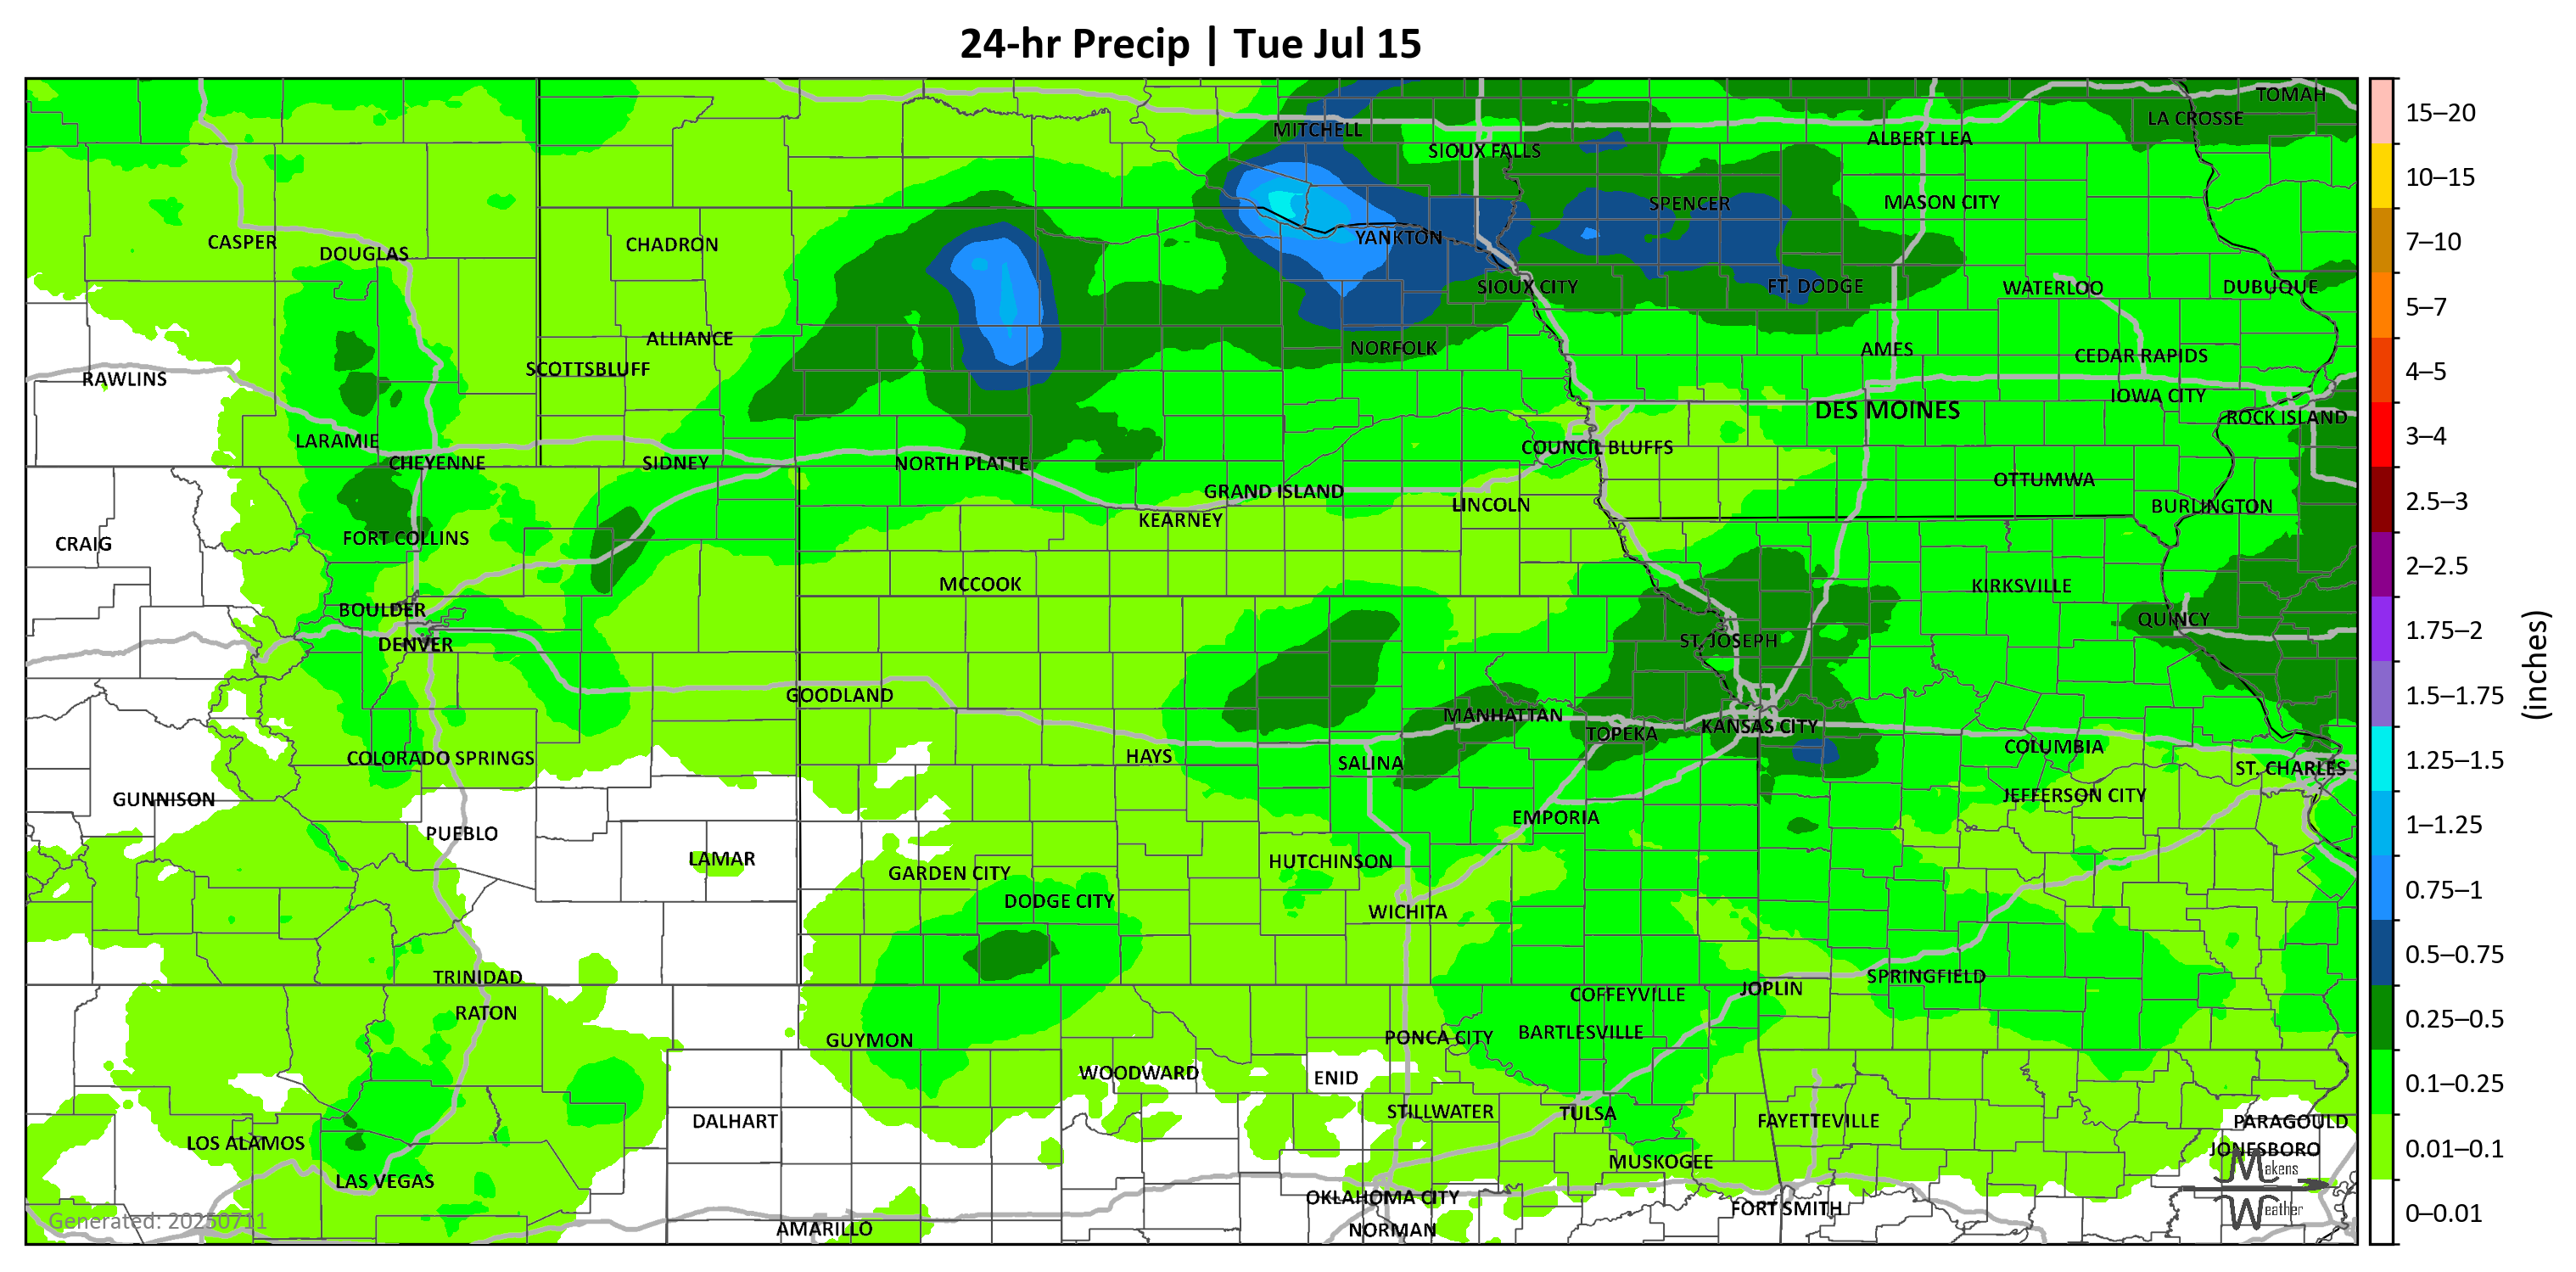 24-hr Precip | Tue Jul 15
TOMAH
LA CROSSE
MITCHELL
ALBERT LEA
SIOUX FALLS
SPENCER
MASON CITY
CASPER
DOUGLAS
CHADRON
YANKTON
SIOUX CITY
FT. DODGE
WATERLOO
DUBUQUE
ALLIANCE
NORFOLK
AMES
CEDAR RAPIDS
SCOTTSBLUFF
RAWLINS
IOWA CITY
DES MOINES
ROCK ISLAND
LARAMIE
COUNCIL BLUFFS
CHEYENNE
SIDNEY
NORTH PLATTE
OTTUMWA
GRAND ISLAND
LINCOLN
BURLINGTON
KEARNEY
FORT COLLINS
CRAIG
MCCOOK
KIRKSVILLE
BOULDER
QUINCY
DENVER
ST. JOSEPH
GOODLAND
MANHATTAN
TOPEKA
KANSAS CITY
COLORADO SPRINGS
HAYS
SALINA
COLUMBIA
ST. CHARLES
GUNNISON
JEFFERSON CITY
EMPORIA
PUEBLO
LAMAR
HUTCHINSON
GARDEN CITY
DODGE CITY
WICHITA
TRINIDAD
SPRINGFIELD
JOPLIN
COFFEYVILLE
RATON
BARTLESVILLE
GUYMON
PONCA CITY
WOODWARD
ENID
STILLWATER
TULSA
DALHART
FAYETTEVILLE
PARAGOULD
LOS ALAMOS
JONESBORO
MUSKOGEE
LAS VEGAS
OKLAHOMA CITY
FORT SMITH
AMARILLO
NORMAN
Generated: 20250711
Makens
Weather
15–20
10–15
7–10
5–7
4–5
3–4
2.5–3
2–2.5
1.75–2
1.5–1.75
1.25–1.5
1–1.25
0.75–1
0.5–0.75
0.25–0.5
0.1–0.25
0.01–0.1
0–0.01
(inches)